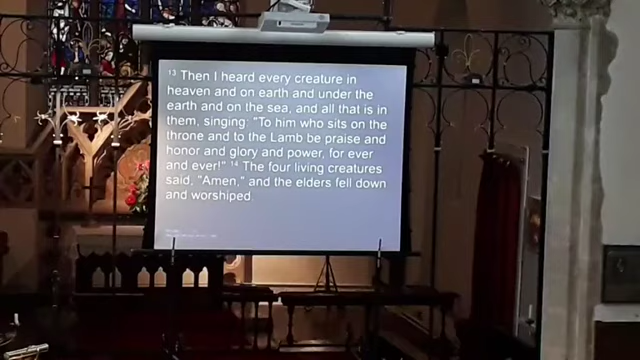 13 Then I heard every creature in
heaven and on earth and under the
earth and on the sea, and all that is in
them, singing: "To him who sits on the
throne and to the Lamb be praise and
honor and glory and power, for ever
and ever!" 14 The four living creatures
said, "Amen," and the elders fell down
and worshiped.